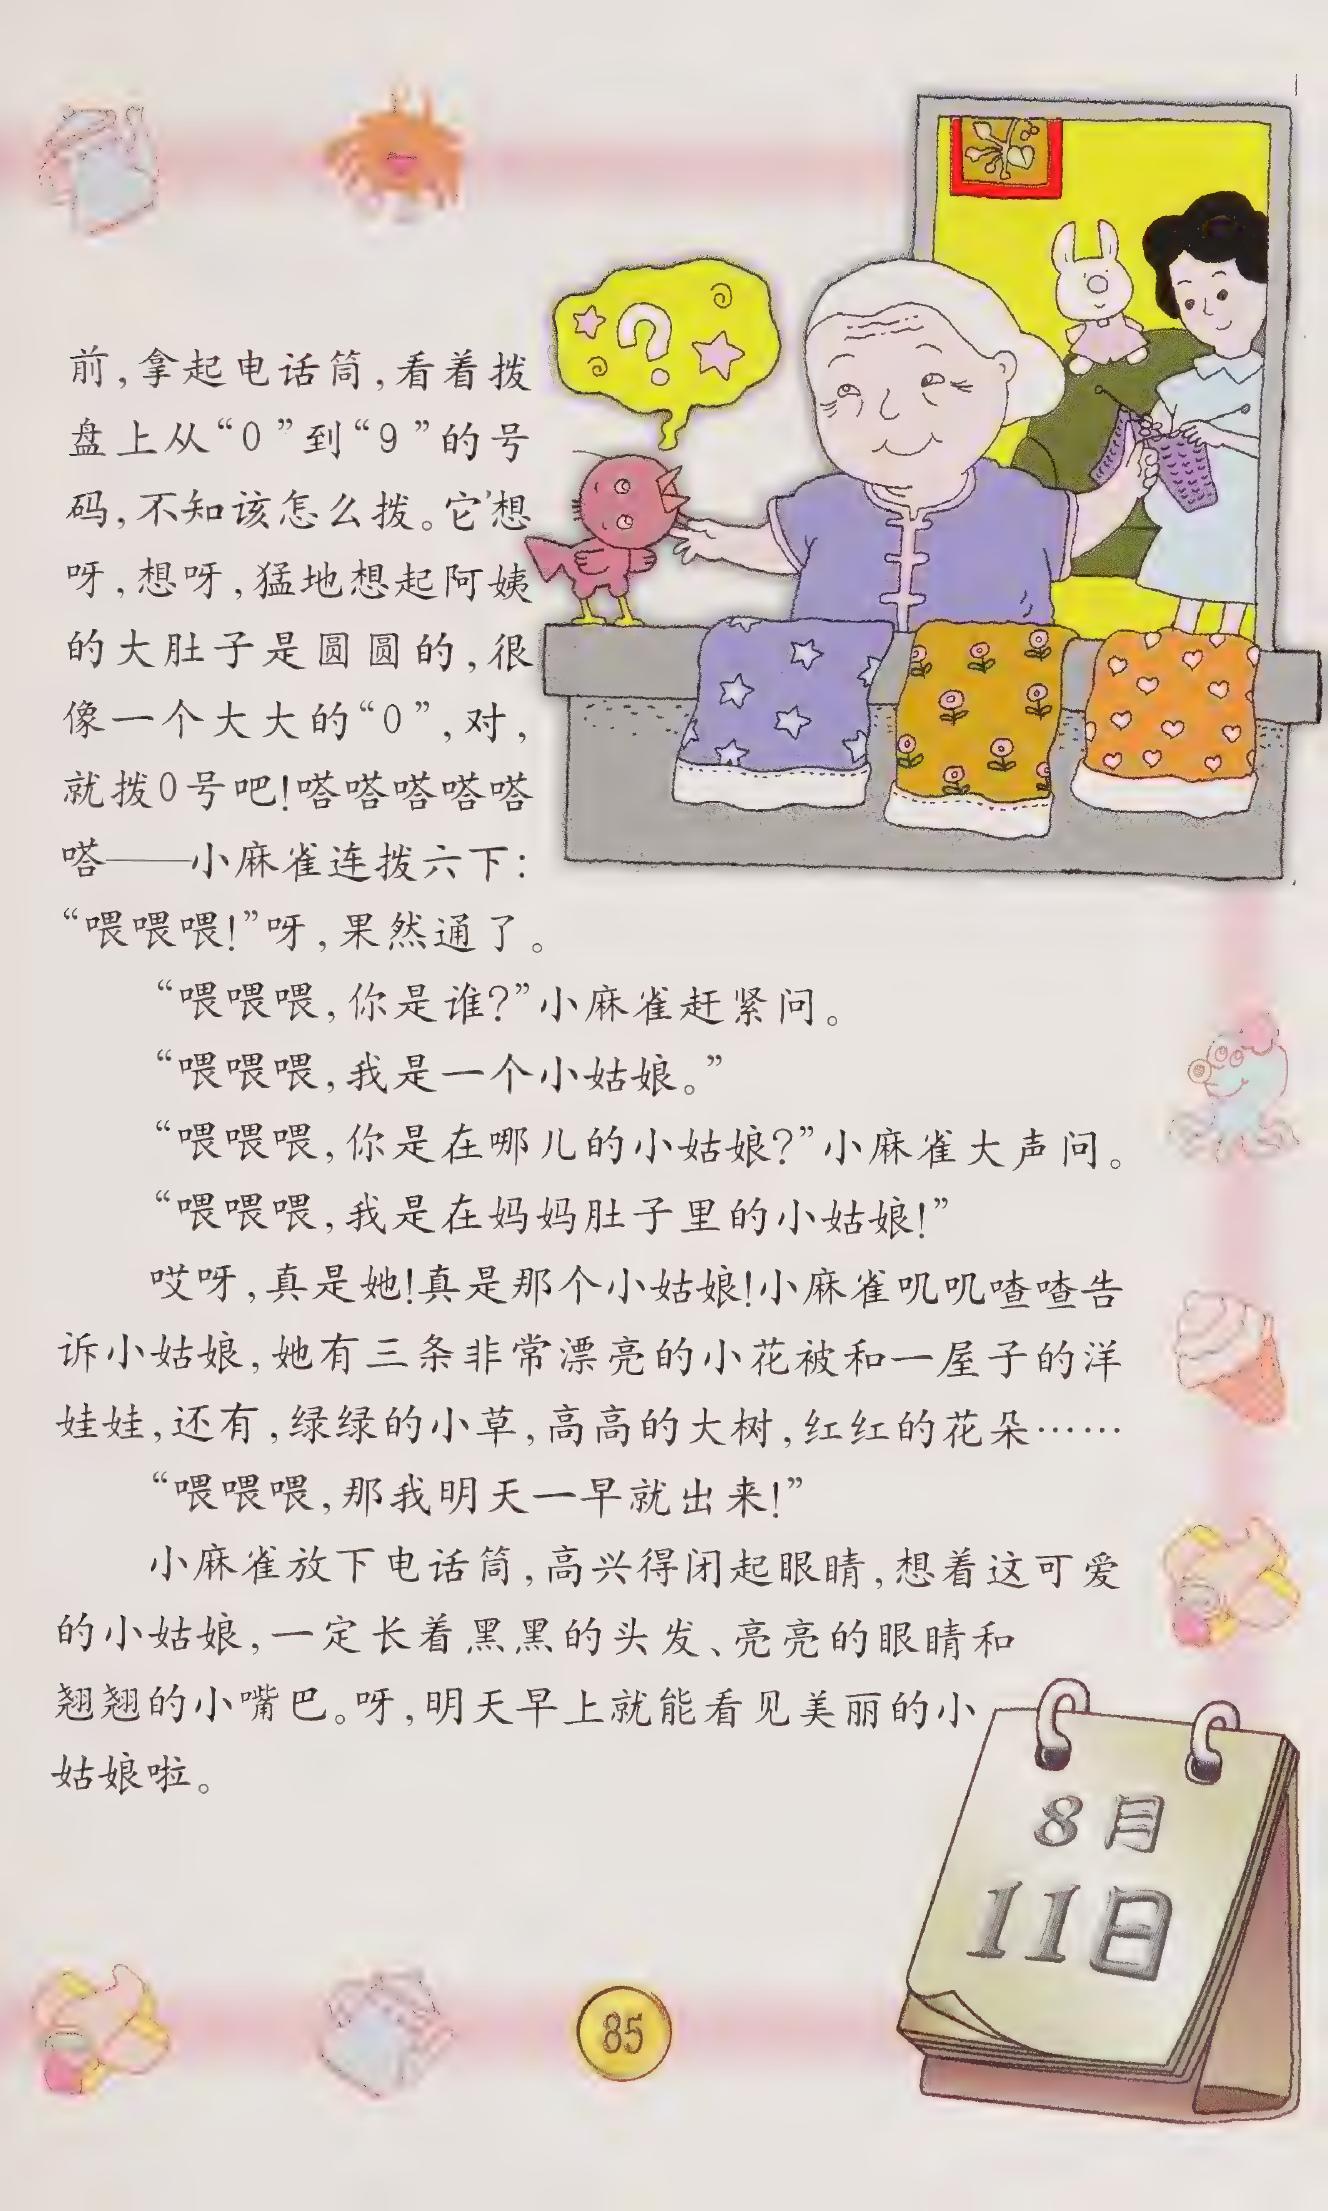 前,拿起电话筒,看着拨
盘上从“0”到“9”的号
码,不知该怎么拨。它想
呀,想呀,猛地想起阿姨
的大肚子是圆圆的,很
像一个大大的“0”,对,
就拨0号吧!嗒嗒嗒嗒嗒
嗒——小麻雀连拨六下:
“喂喂喂!”呀,果然通了。
“喂喂喂,你是谁?”小麻雀赶紧问。
“喂喂喂,我是一个小姑娘。”
“喂喂喂,你是在哪儿的小姑娘?”小麻雀大声问。
“喂喂喂,我是在妈妈肚子里的小姑娘!”
哎呀,真是她!真是那个小姑娘!小麻雀叽叽喳喳告
诉小姑娘,她有三条非常漂亮的小花被和一屋子的洋
娃娃,还有,绿绿的小草,高高的大树,红红的花朵……
“喂喂喂,那我明天一早就出来!”
小麻雀放下电话筒,高兴得闭起眼睛,想着这可爱
的小姑娘,一定长着黑黑的头发、亮亮的眼睛和
翘翘的小嘴巴。呀,明天早上就能看见美丽的小
姑娘啦。
8月
11日
85